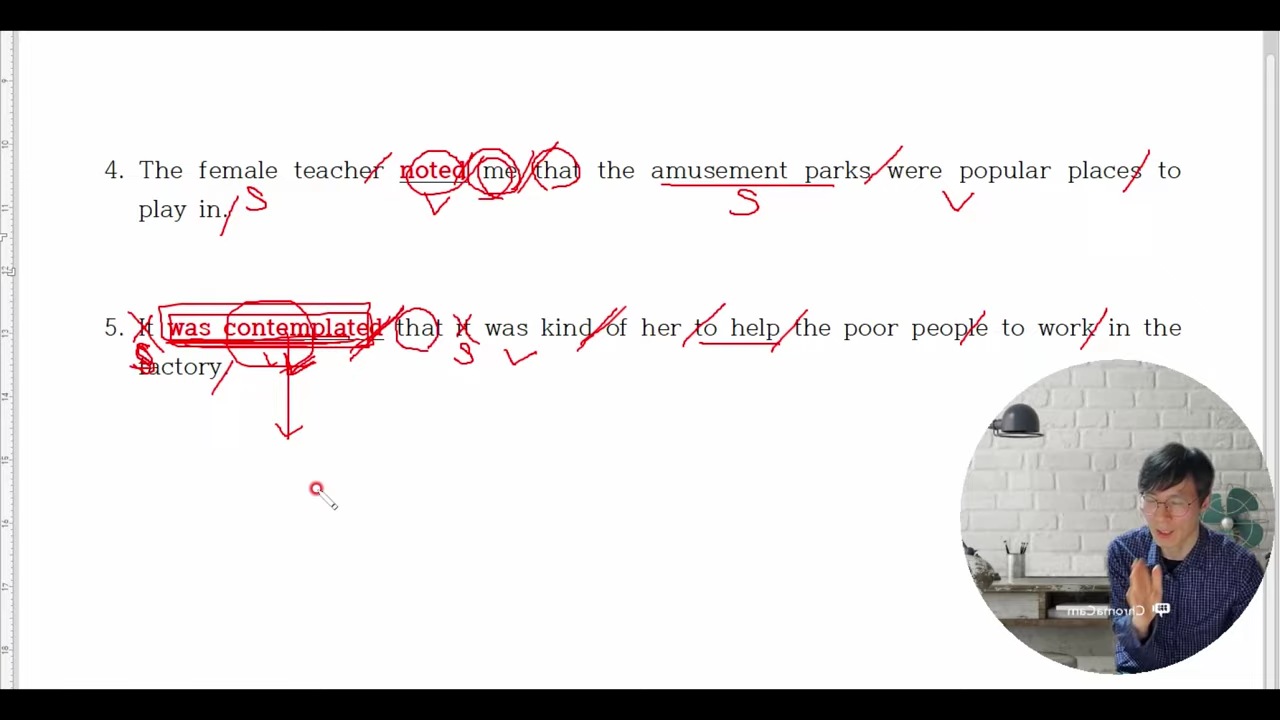 4. The female teacher noted me that the amusement parks were popular places to
S V S V
play in.
5. It was contemplated that it was kind of her to help the poor people to work in the
S V S V
factory
ChromaCam